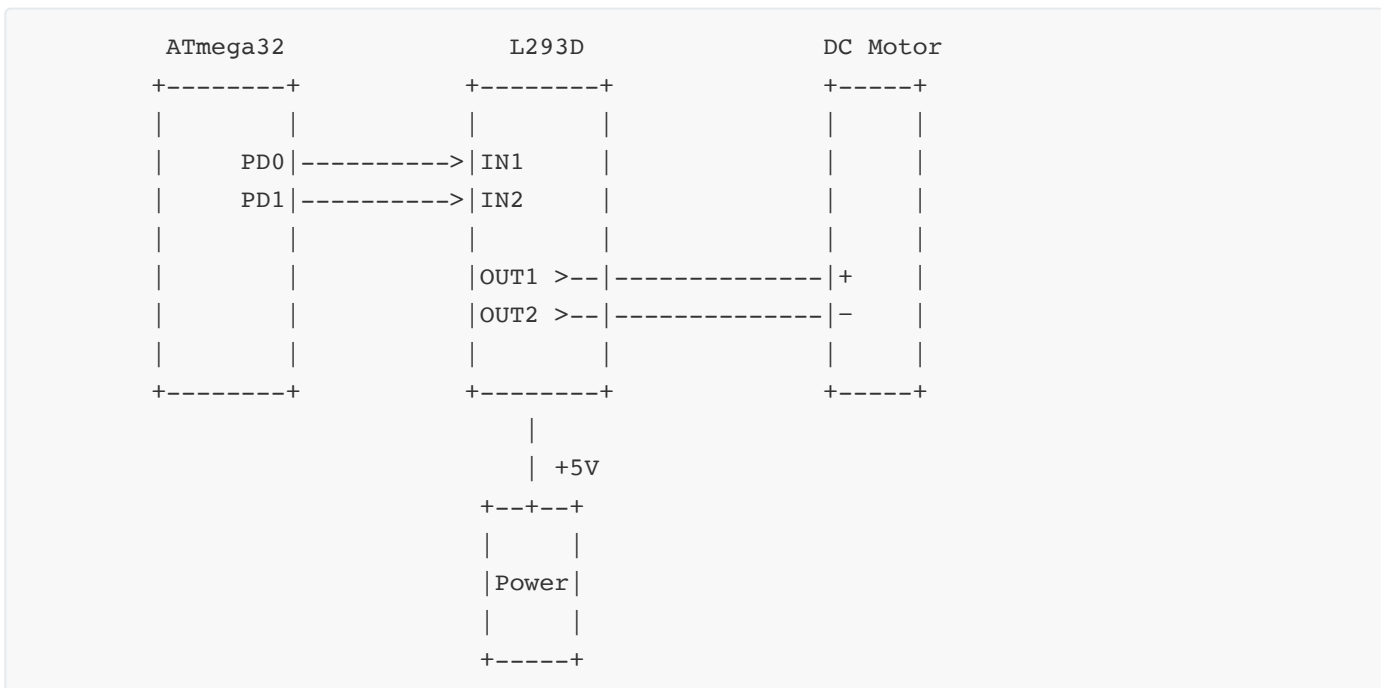 ATmega32 L293D DC Motor
+--------+ +--------+ +-----+
| | | | | |
| PD0|---------->|IN1 | | |
| PD1|---------->|IN2 | | |
| | | | | |
| | |OUT1 >--|--------------|+ |
| | |OUT2 >--|--------------|- |
| | | | | |
+--------+ +--------+ +-----+
|
| +5V
+--+--+
| |
|Power|
| |
+-----+